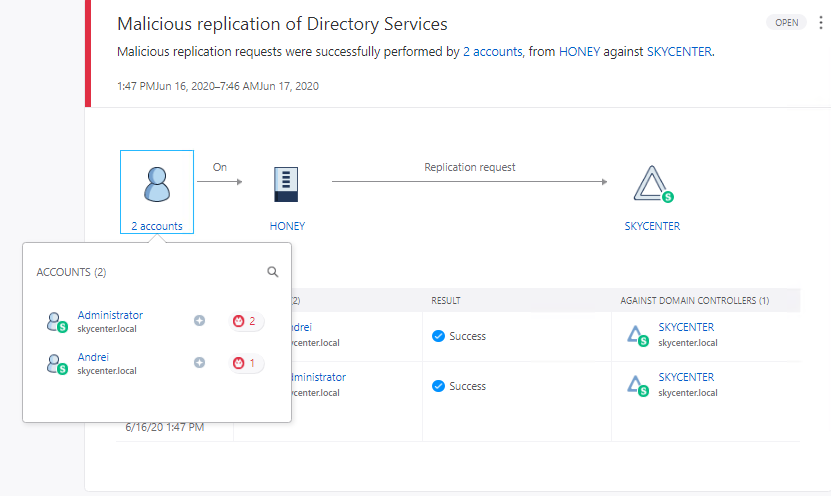 Malicious replication of Directory Services
OPEN
Malicious replication requests were successfully performed by 2 accounts, from HONEY against SKYCENTER.
1:47 PMJun 16, 2020–7:46 AMJun 17, 2020
On
Replication request
2 accounts
HONEY
SKYCENTER
ACCOUNTS (2)
Administrator
skycenter.local
2
Andrei
skycenter.local
1
(2)
RESULT
AGAINST DOMAIN CONTROLLERS (1)
ndrei
ycenter.local
Success
SKYCENTER
skycenter.local
dministrator
ycenter.local
Success
SKYCENTER
skycenter.local
6/16/20 1:47 PM